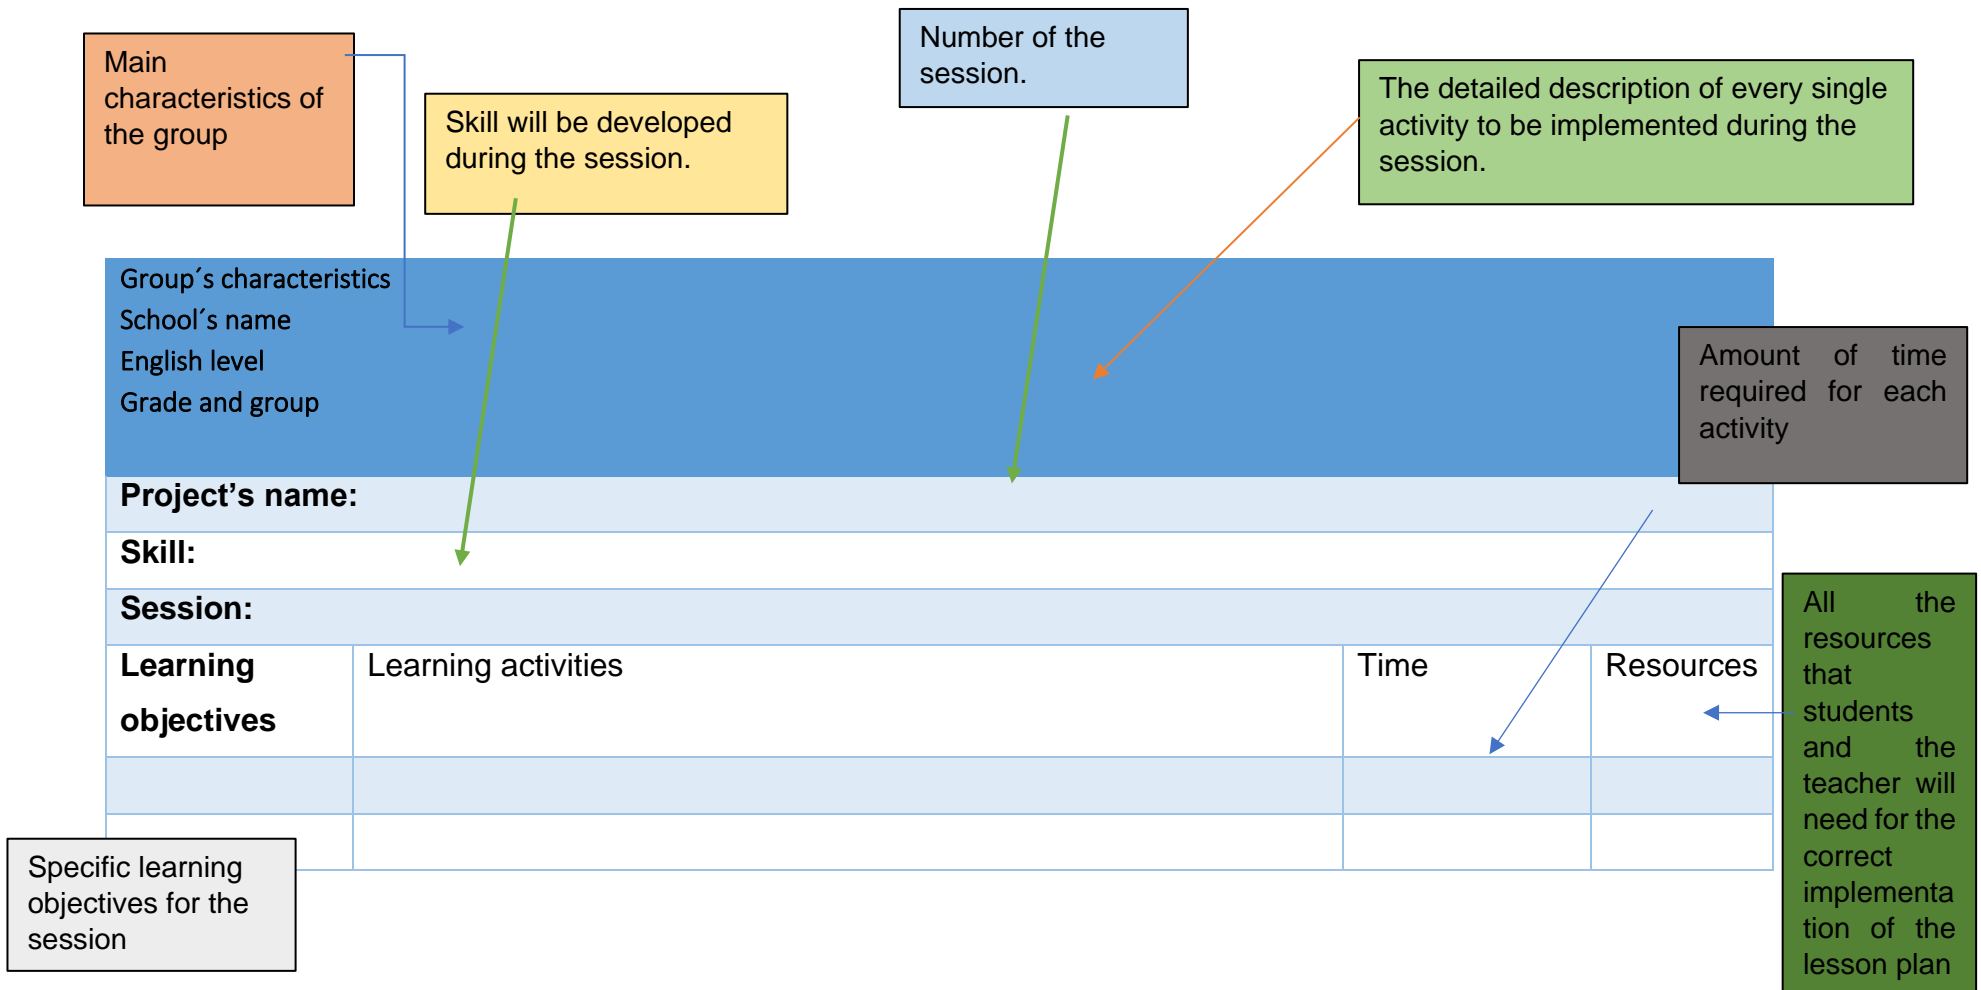 Main
characteristics of
the group
Skill will be developed
during the session.
Number of the
session.
The detailed description of every single
activity to be implemented during the
session.
Group´s characteristics
School´s name
English level
Grade and group
Amount of time
required for each
activity
Project’s name:
Skill:
Session:
Learning
objectives
Learning activities
Time
Resources
All the
resources
that
students
and the
teacher will
need for the
correct
implementa
tion of the
lesson plan
Specific learning
objectives for the
session